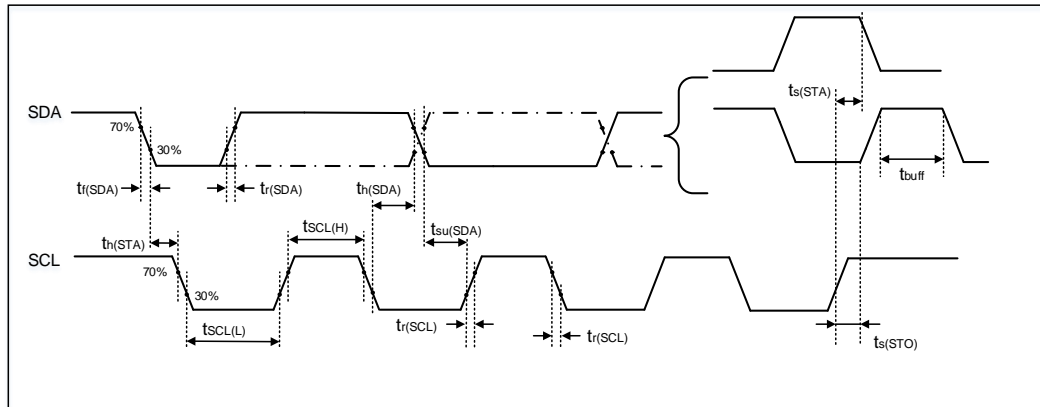 ts(STA)
SDA
70%
30%
tbuff
tf(SDA)
tr(SDA)
th(SDA)
tSCL(H)
tsu(SDA)
th(STA)
SCL
70%
30%
tSCL(L)
tr(SCL)
tr(SCL)
ts(STO)